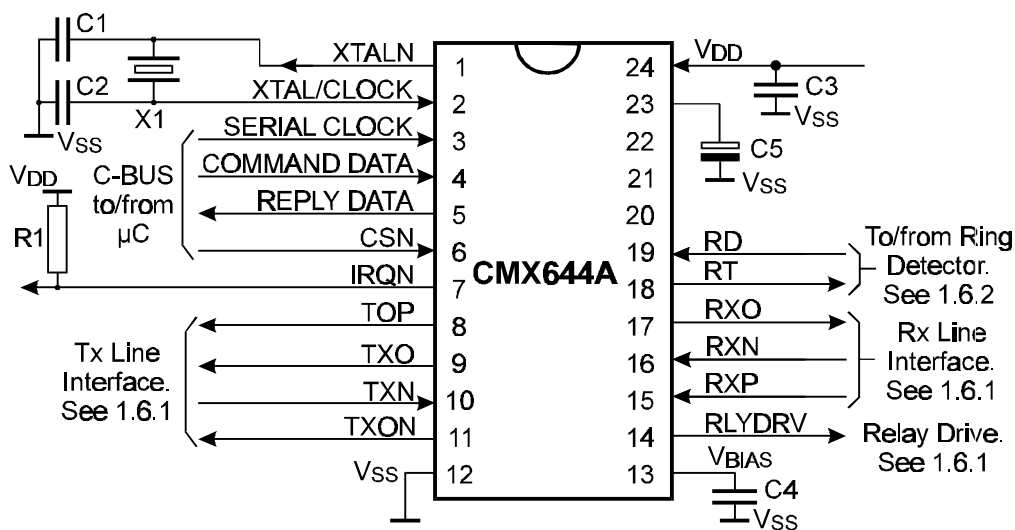 C1
C2
X1
VSS
XTALN
XTAL/CLOCK
SERIAL CLOCK
COMMAND DATA
REPLY DATA
CSN
IRQN
TOP
TXO
TXN
TXON
VSS
C-BUS
to/from
µC
VDD
R1
Tx Line
Interface.
See 1.6.1
1
2
3
4
5
6
7
8
9
10
11
12
CMX644A
24
23
22
21
20
19
18
17
16
15
14
13
VDD
C3
VSS
C5
VSS
RD
RT
To/from Ring
Detector.
See 1.6.2
RXO
RXN
RXP
Rx Line
Interface.
See 1.6.1
RLYDRV
Relay Drive.
See 1.6.1
VBIAS
C4
VSS